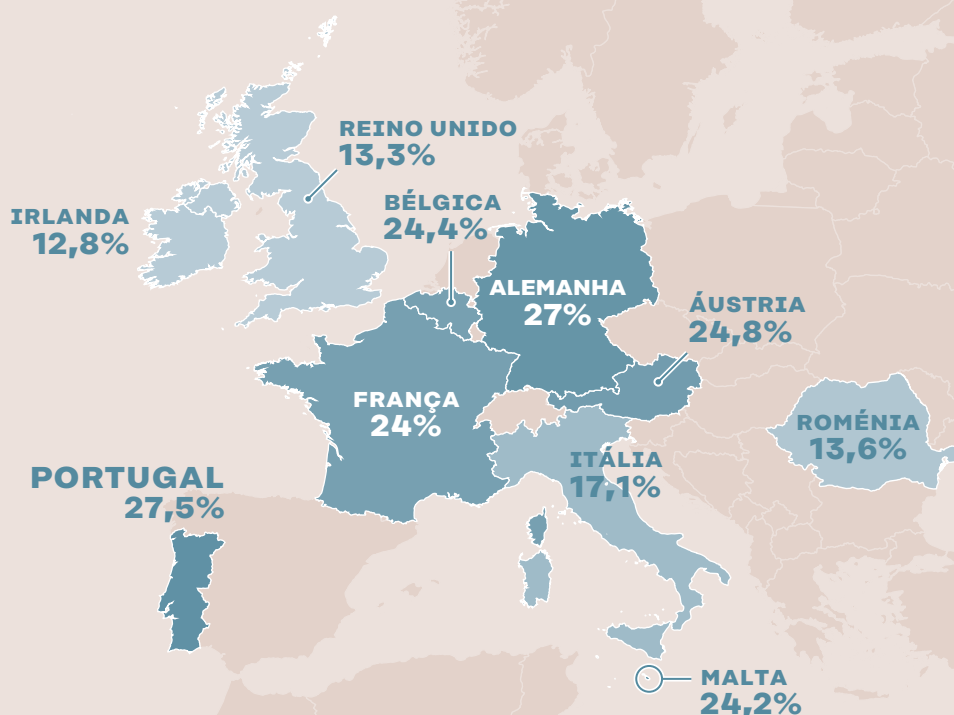 REINO UNIDO
13,3%
BÉLGICA
24,4%
IRLANDA
12,8%
ALEMANHA
27%
ÁUSTRIA
24,8%
FRANÇA
24%
ROMÉNIA
13,6%
ITÁLIA
17,1%
PORTUGAL
27,5%
MALTA
24,2%